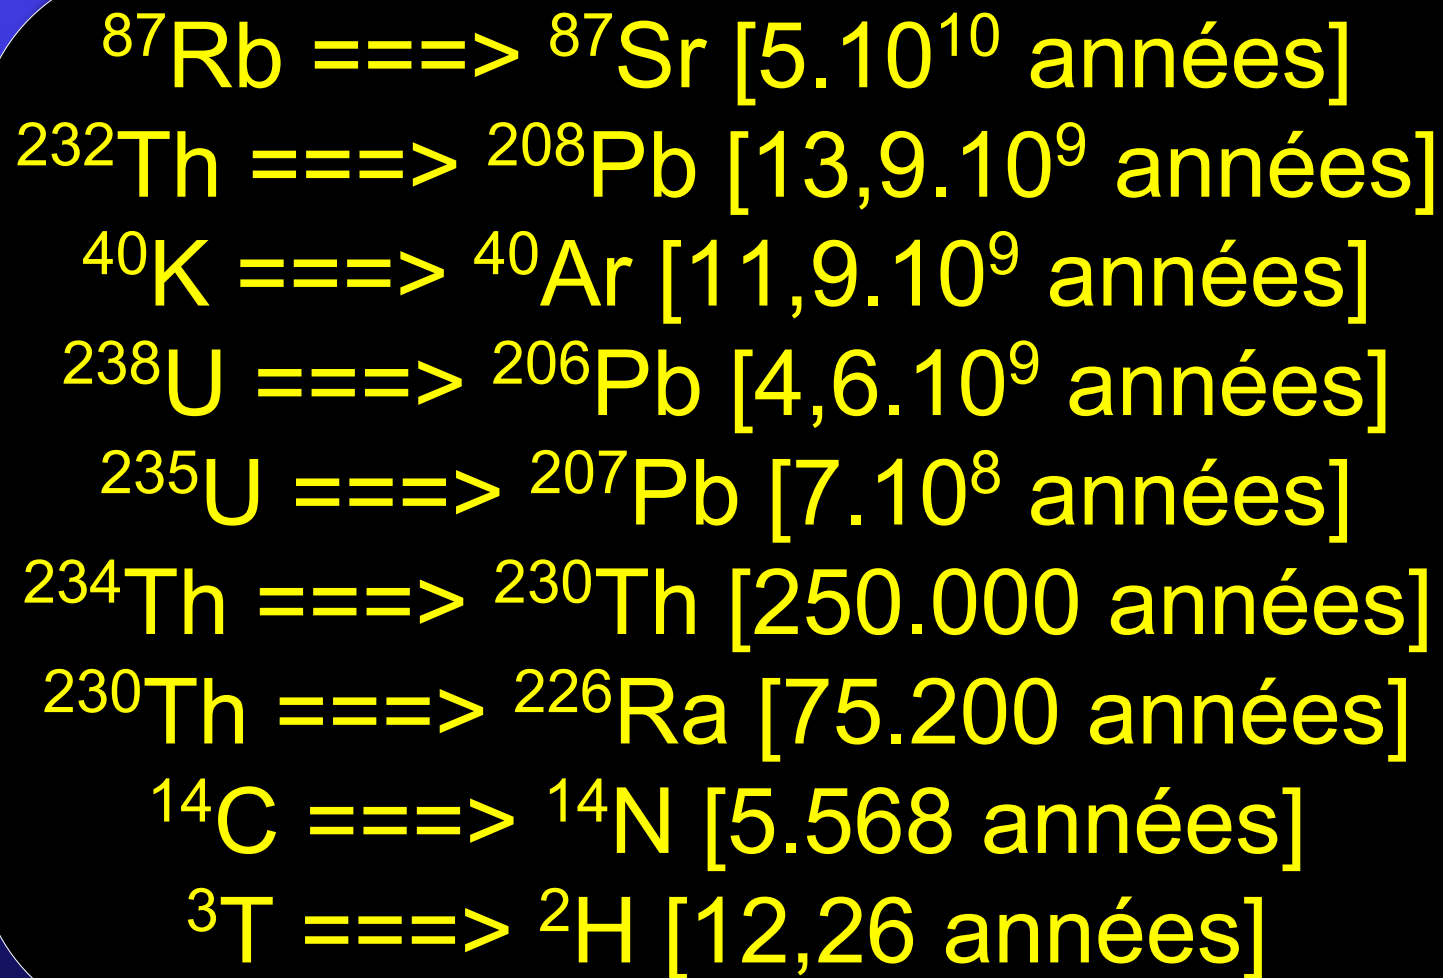 ⁸⁷Rb ===> ⁸⁷Sr [5.10¹⁰ années]
²³²Th ===> ²⁰⁸Pb [13,9.10⁹ années]
⁴⁰K ===> ⁴⁰Ar [11,9.10⁹ années]
²³⁸U ===> ²⁰⁶Pb [4,6.10⁹ années]
²³⁵U ===> ²⁰⁷Pb [7.10⁸ années]
²³⁴Th ===> ²³⁰Th [250.000 années]
²³⁰Th ===> ²²⁶Ra [75.200 années]
¹⁴C ===> ¹⁴N [5.568 années]
³T ===> ²H [12,26 années]